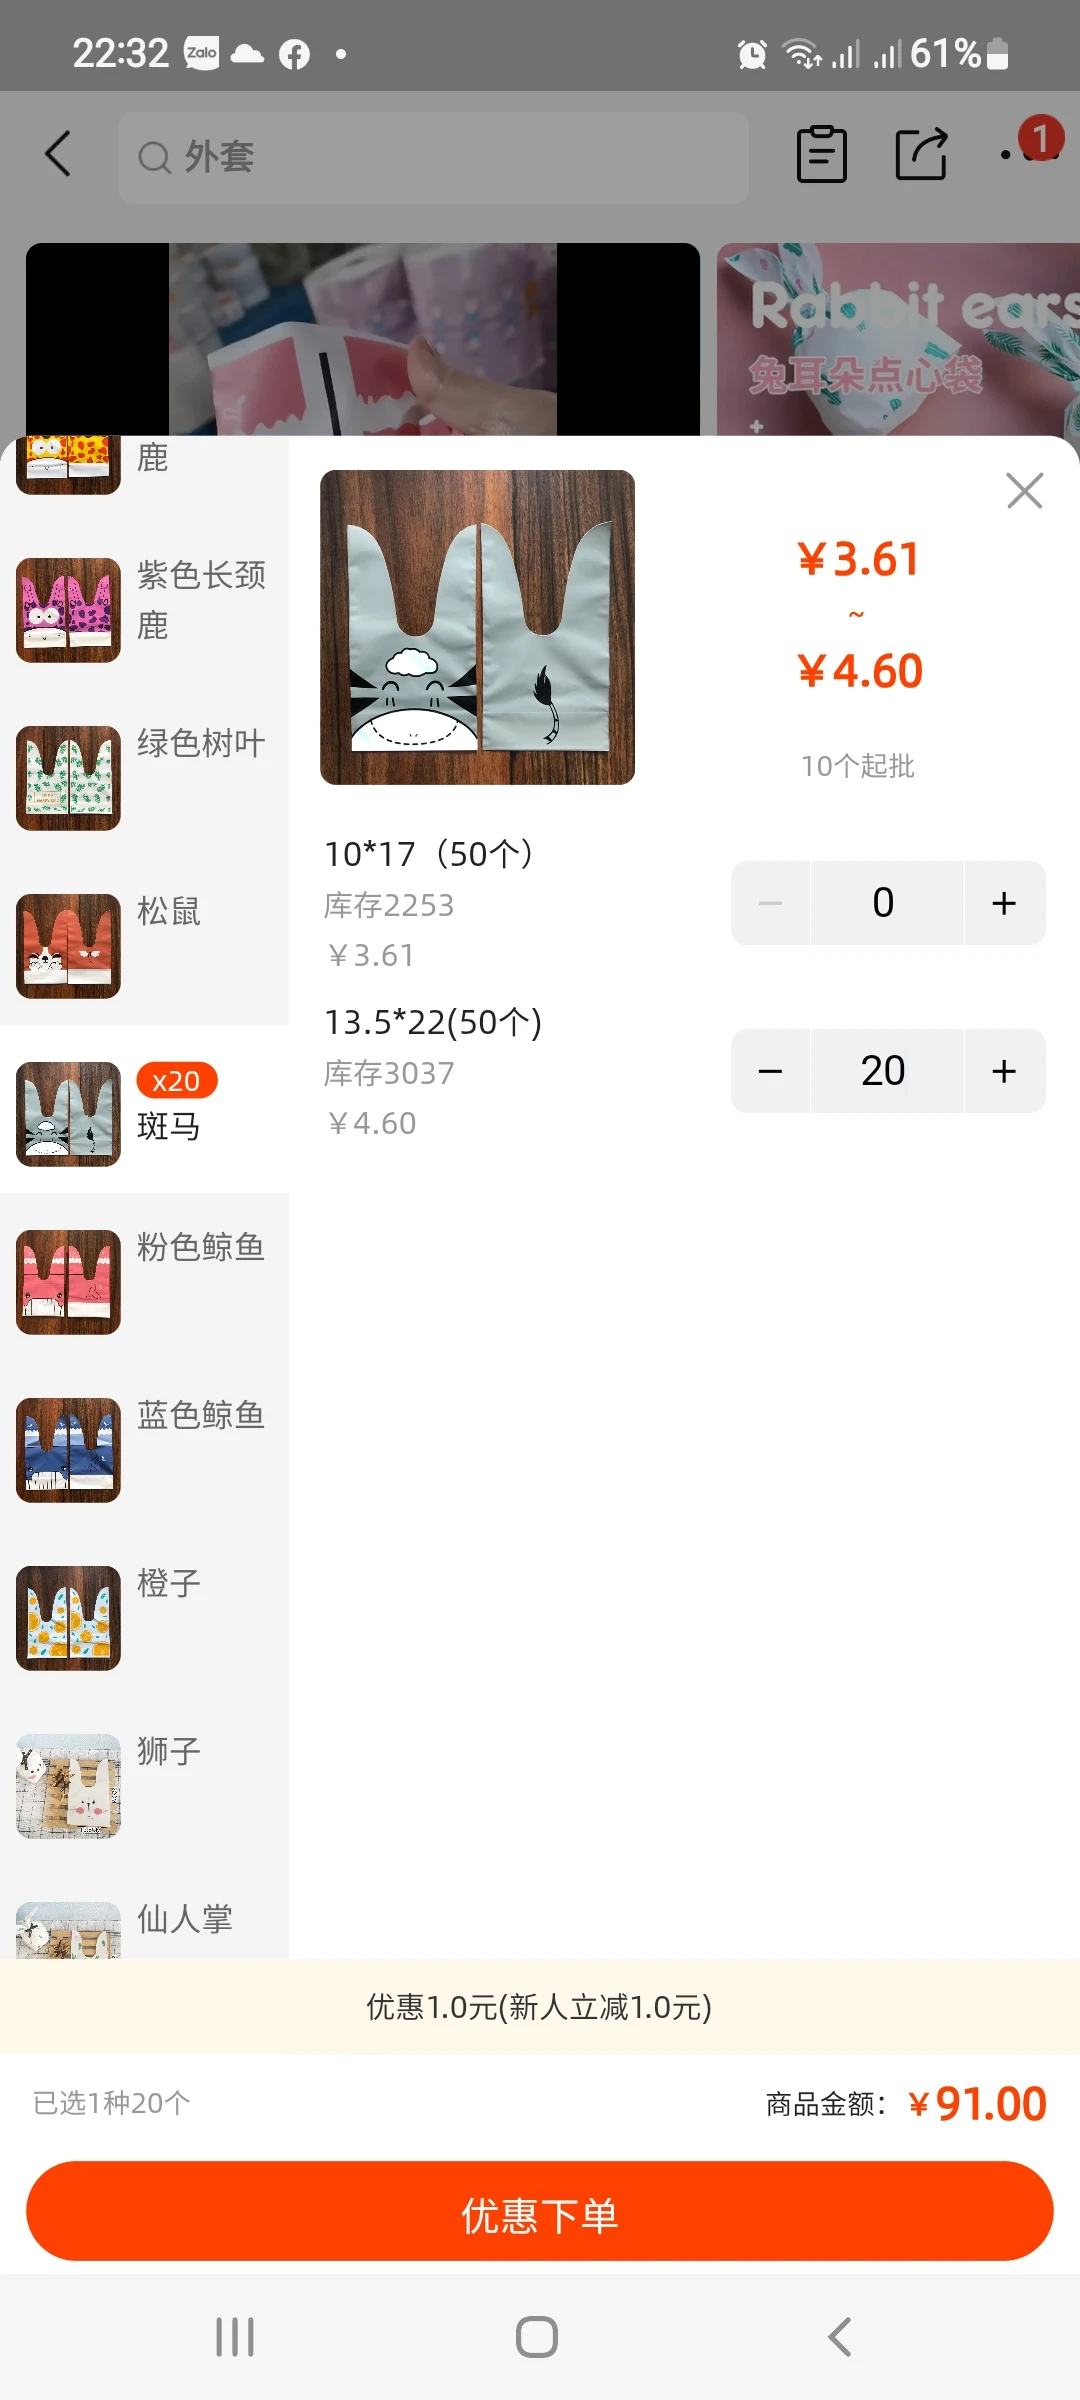 22:32 Zalo 61%
外套
1
Rabbit ears
兔耳朵点心袋
鹿
紫色长颈
鹿
绿色树叶
松鼠
x20
斑马
粉色鲸鱼
蓝色鲸鱼
橙子
狮子
仙人掌
¥3.61
~
¥4.60
10个起批
10*17（50个）
库存2253
¥3.61
0
13.5*22(50个)
库存3037
¥4.60
20
优惠1.0元(新人立减1.0元)
已选1种20个
商品金额： ¥91.00
优惠下单